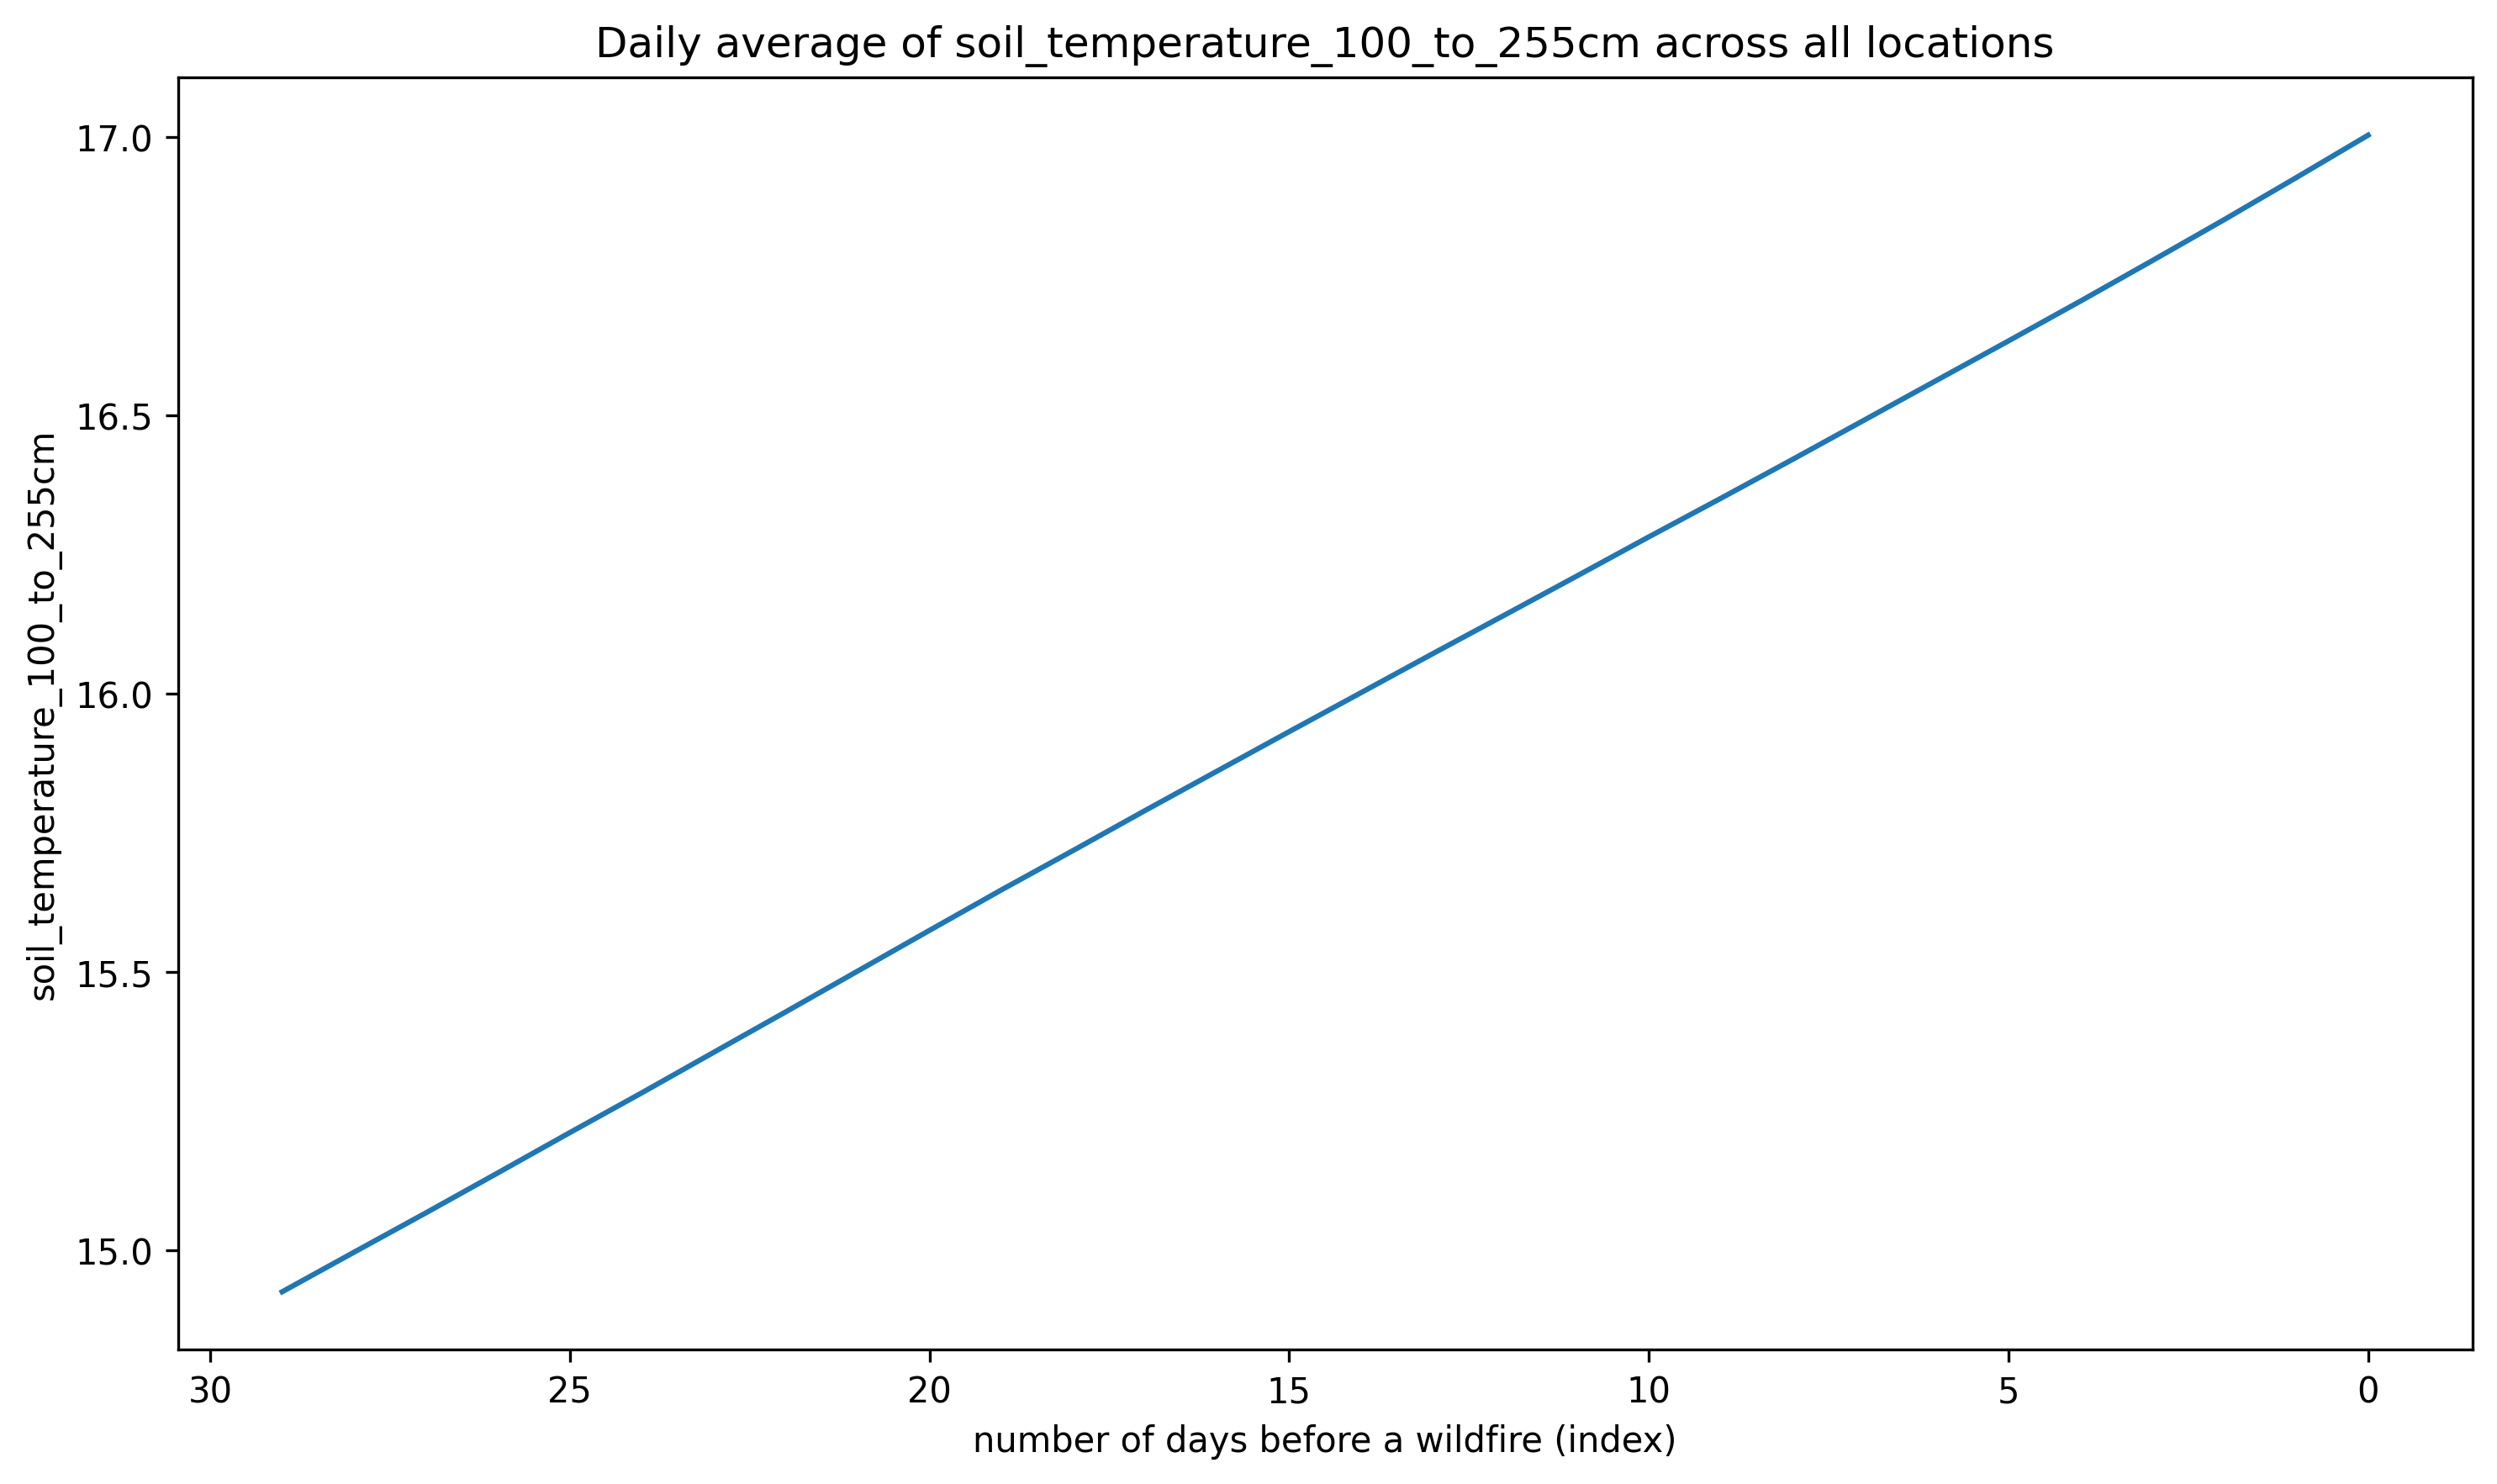 Daily average of soil_temperature_100_to_255cm across all locations
soil_temperature_100_to_255cm
17.0
16.5
16.0
15.5
15.0
30 25 20 15 10 5 0
number of days before a wildfire (index)